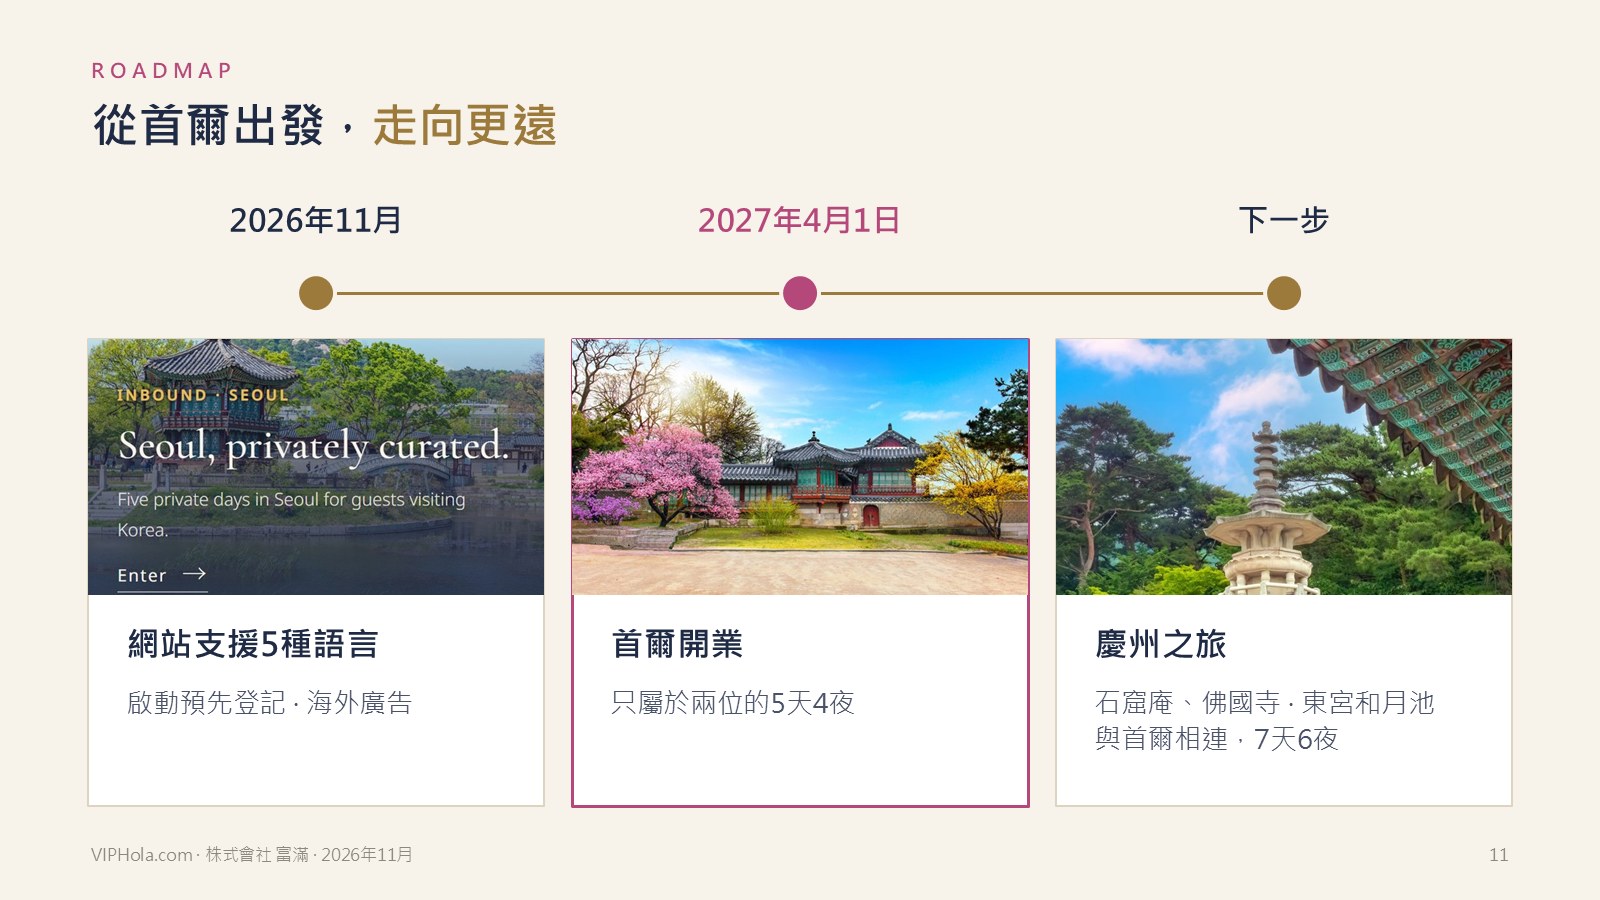 ROADMAP
從首爾出發，走向更遠
2026年11月
2027年4月1日
下一步
INBOUND · SEOUL
Seoul, privately curated.
Five private days in Seoul for guests visiting
Korea.
Enter →
網站支援5種語言
啟動預先登記 · 海外廣告
首爾開業
只屬於兩位的5天4夜
慶州之旅
石窟庵、佛國寺 · 東宮和月池
與首爾相連，7天6夜
VIPHola.com · 株式會社 富滿 · 2026年11月
11